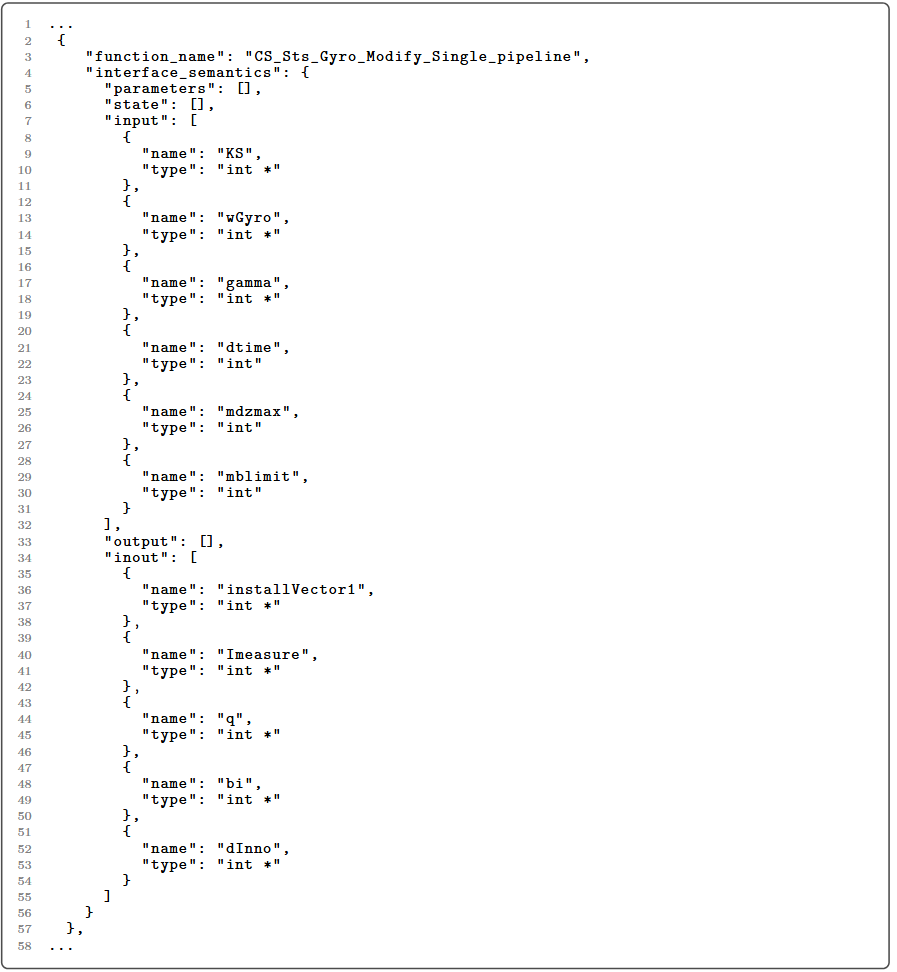 1 ...
2 {
3 "function_name": "CS_Sts_Gyro_Modify_Single_pipeline",
4 "interface_semantics": {
5 "parameters": [],
6 "state": [],
7 "input": [
8 {
9 "name": "KS",
10 "type": "int *"
11 },
12 {
13 "name": "wGyro",
14 "type": "int *"
15 },
16 {
17 "name": "gamma",
18 "type": "int *"
19 },
20 {
21 "name": "dtime",
22 "type": "int"
23 },
24 {
25 "name": "mdzmax",
26 "type": "int"
27 },
28 {
29 "name": "mblimit",
30 "type": "int"
31 }
32 ],
33 "output": [],
34 "inout": [
35 {
36 "name": "installVector1",
37 "type": "int *"
38 },
39 {
40 "name": "Imeasure",
41 "type": "int *"
42 },
43 {
44 "name": "q",
45 "type": "int *"
46 },
47 {
48 "name": "bi",
49 "type": "int *"
50 },
51 {
52 "name": "dInno",
53 "type": "int *"
54 }
55 ]
56 }
57 },
58 ...